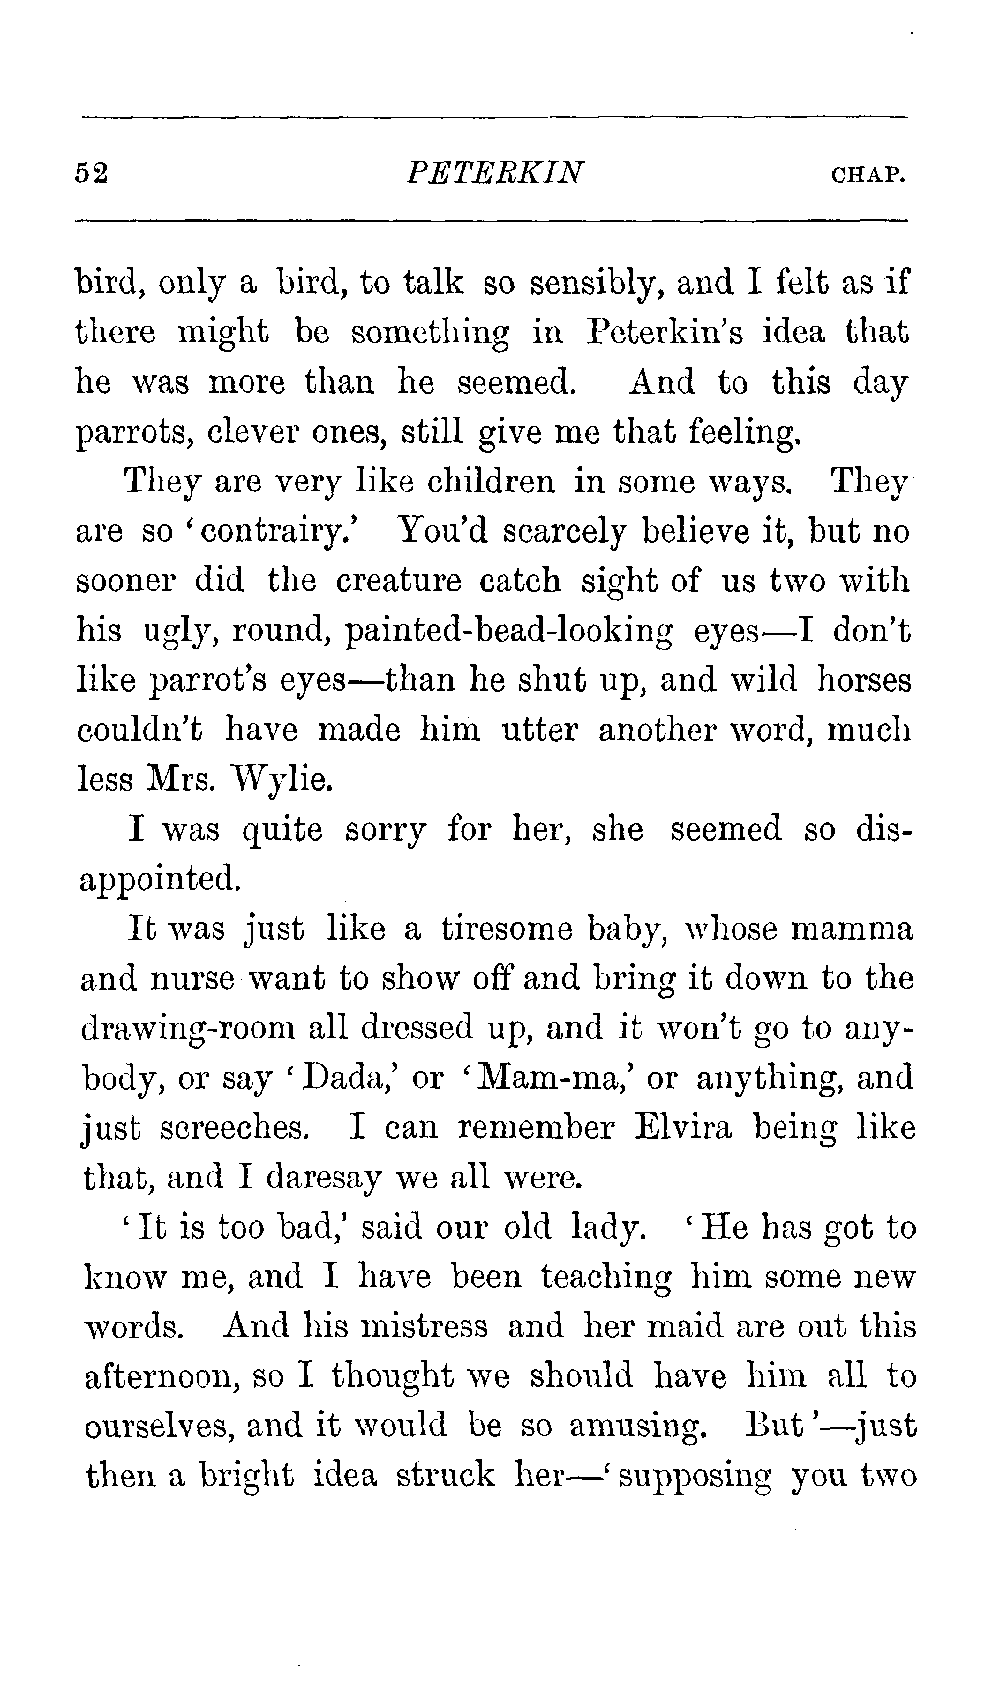 52 PETERKIN CHAP.
bird, only a bird, to talk so sensibly, and I felt as if
there might be something in Peterkin's idea that
he was more than he seemed. And to this day
parrots, clever ones, still give me that feeling.
They are very like children in some ways. They
are so ‘contrairy.’ You'd scarcely believe it, but no
sooner did the creature catch sight of us two with
his ugly, round, painted-bead-looking eyes—I don't
like parrot's eyes—than he shut up, and wild horses
couldn't have made him utter another word, much
less Mrs. Wylie.
I was quite sorry for her, she seemed so dis-
appointed.
It was just like a tiresome baby, whose mamma
and nurse want to show off and bring it down to the
drawing-room all dressed up, and it won't go to any-
body, or say ‘Dada,’ or ‘Mam-ma,’ or anything, and
just screeches. I can remember Elvira being like
that, and I daresay we all were.
‘It is too bad,’ said our old lady. ‘He has got to
know me, and I have been teaching him some new
words. And his mistress and her maid are out this
afternoon, so I thought we should have him all to
ourselves, and it would be so amusing. But’—just
then a bright idea struck her—‘supposing you two